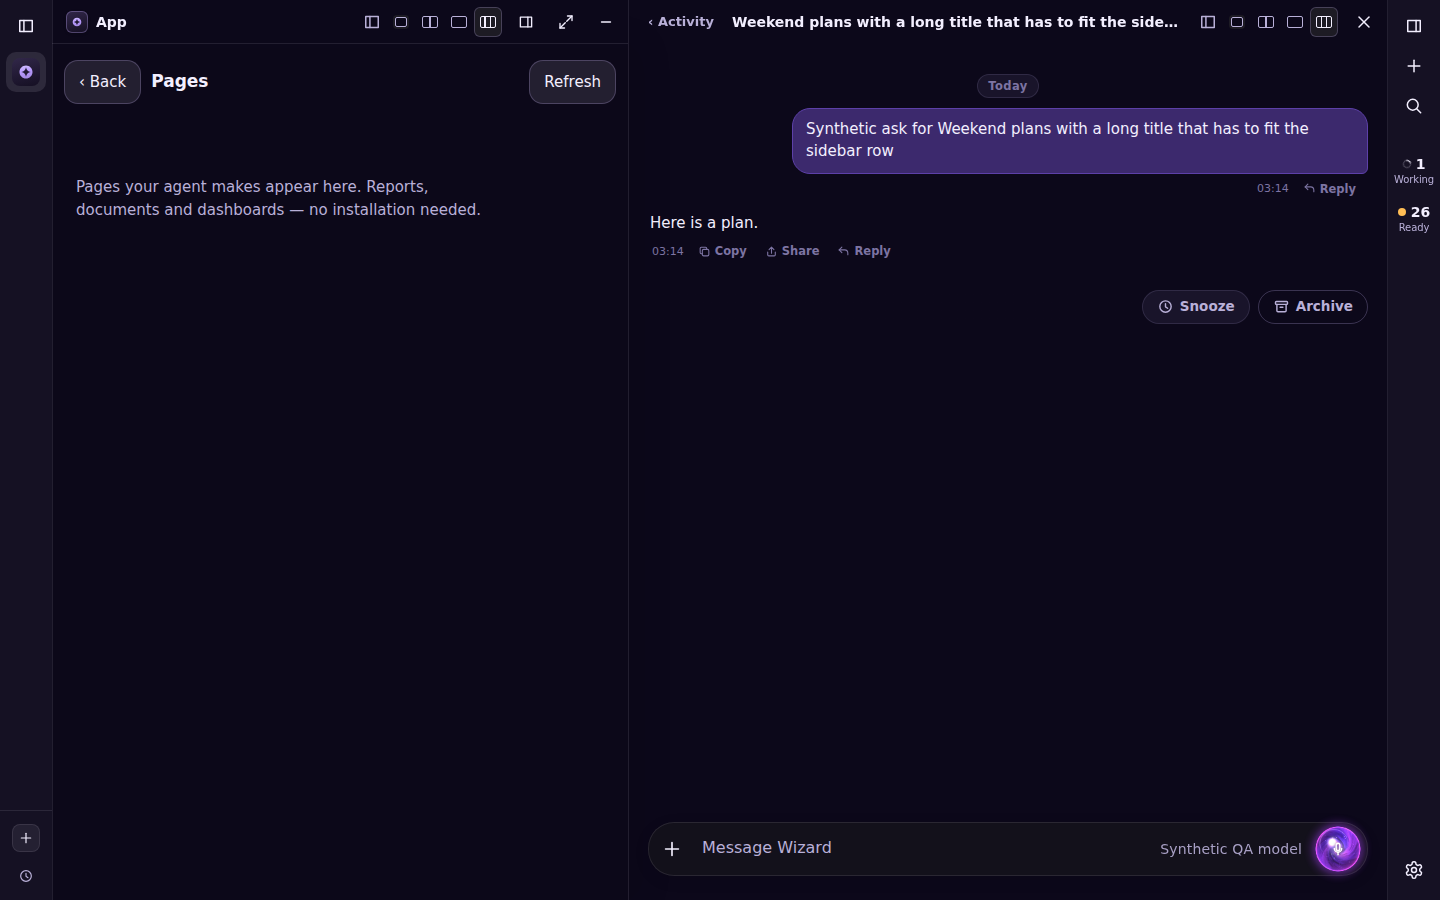 App
‹ Back
Pages
Refresh
Pages your agent makes appear here. Reports,
documents and dashboards — no installation needed.
‹ Activity
Weekend plans with a long title that has to fit the side...
Today
Synthetic ask for Weekend plans with a long title that has to fit the
sidebar row
03:14 Reply
Here is a plan.
03:14 Copy Share Reply
Snooze
Archive
Message Wizard
Synthetic QA model
1
Working
26
Ready